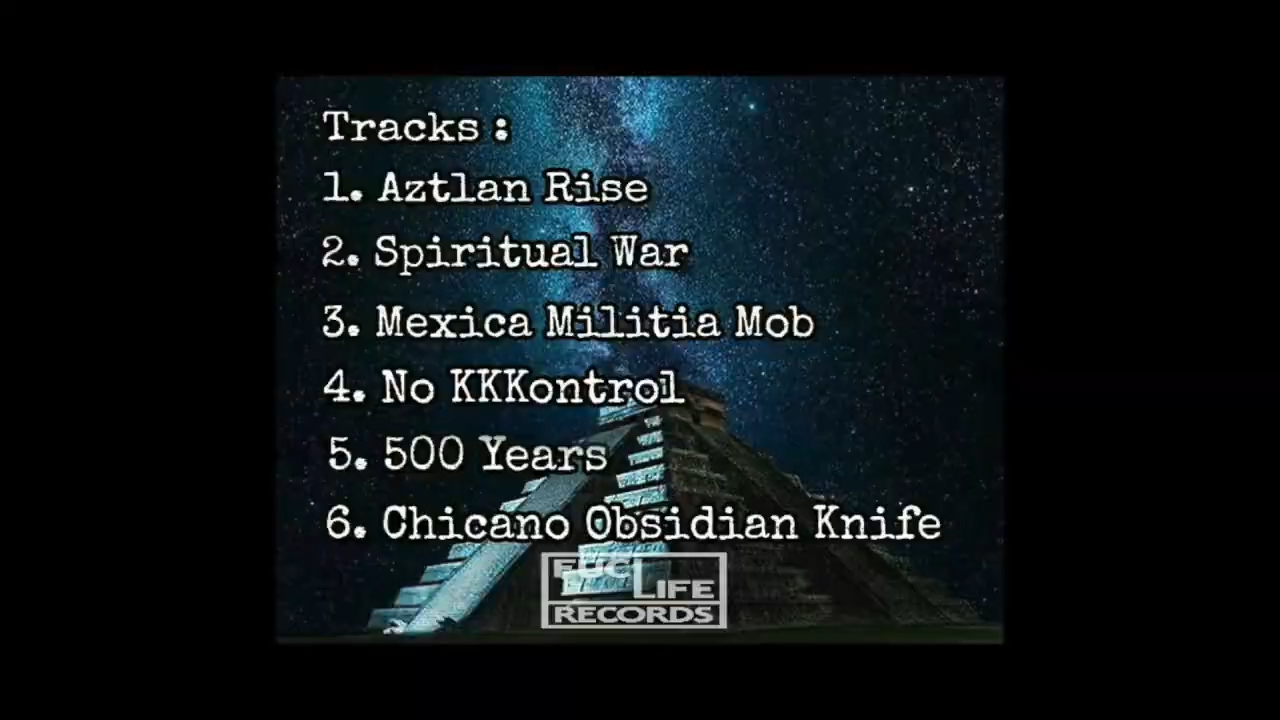 Tracks :
1. Aztlan Rise
2. Spiritual War
3. Mexica Militia Mob
4. No KKKontrol
5. 500 Years
6. Chicano Obsidian Knife
LIFE
RECORDS